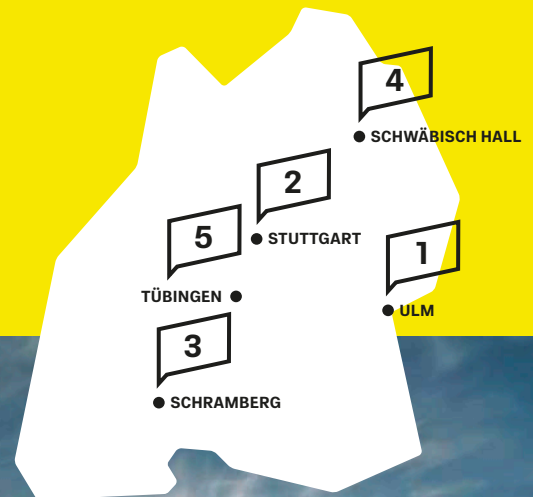 4
SCHWÄBISCH HALL
2
STUTTGART
5
1
TÜBINGEN
ULM
3
SCHRAMBERG